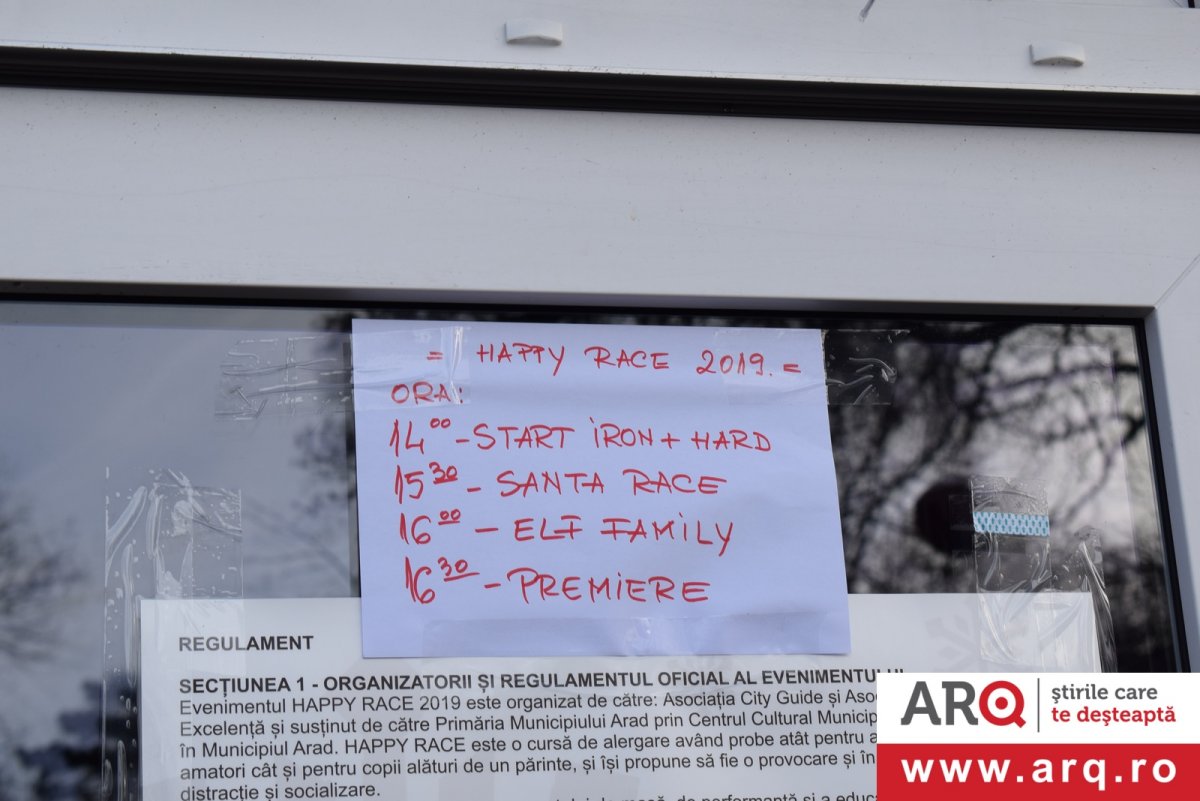 = HAPPY RACE 2019. =
ORA:
14⁰⁰ - START IRON + HARD
15³⁰ - SANTA RACE
16⁰⁰ - ELF FAMILY
16³⁰ - PREMIERE
REGULAMENT
SECȚIUNEA 1 - ORGANIZATORII ȘI REGULAMENTUL OFICIAL AL EVENIMENTULUI
Evenimentul HAPPY RACE 2019 este organizat de către: Asociația City Guide și
Excelență și susținut de către Primăria Municipiului Arad prin Centrul Cultural
în Municipiul Arad. HAPPY RACE este o cursă de alergare având probe atât pentru
amatori cât și pentru copii alături de un părinte, și își propune să fie o provocare și
distracție și socializare.
ARQ
știrile care
te deșteaptă
www.arq.ro